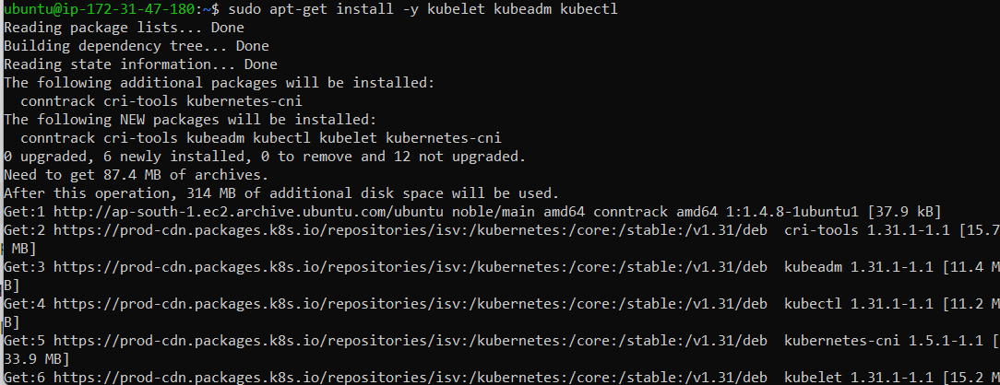 ubuntu@ip-172-31-47-180:~$ sudo apt-get install -y kubelet kubeadm kubectl
Reading package lists... Done
Building dependency tree... Done
Reading state information... Done
The following additional packages will be installed:
  conntrack cri-tools kubernetes-cni
The following NEW packages will be installed:
  conntrack cri-tools kubeadm kubectl kubelet kubernetes-cni
0 upgraded, 6 newly installed, 0 to remove and 12 not upgraded.
Need to get 87.4 MB of archives.
After this operation, 314 MB of additional disk space will be used.
Get:1 http://ap-south-1.ec2.archive.ubuntu.com/ubuntu noble/main amd64 conntrack amd64 1:1.4.8-1ubuntu1 [37.9 kB]
Get:2 https://prod-cdn.packages.k8s.io/repositories/isv:/kubernetes:/core:/stable:/v1.31/deb  cri-tools 1.31.1-1.1 [15.7
 MB]
Get:3 https://prod-cdn.packages.k8s.io/repositories/isv:/kubernetes:/core:/stable:/v1.31/deb  kubeadm 1.31.1-1.1 [11.4 M
B]
Get:4 https://prod-cdn.packages.k8s.io/repositories/isv:/kubernetes:/core:/stable:/v1.31/deb  kubectl 1.31.1-1.1 [11.2 M
B]
Get:5 https://prod-cdn.packages.k8s.io/repositories/isv:/kubernetes:/core:/stable:/v1.31/deb  kubernetes-cni 1.5.1-1.1 [
33.9 MB]
Get:6 https://prod-cdn.packages.k8s.io/repositories/isv:/kubernetes:/core:/stable:/v1.31/deb  kubelet 1.31.1-1.1 [15.2 M